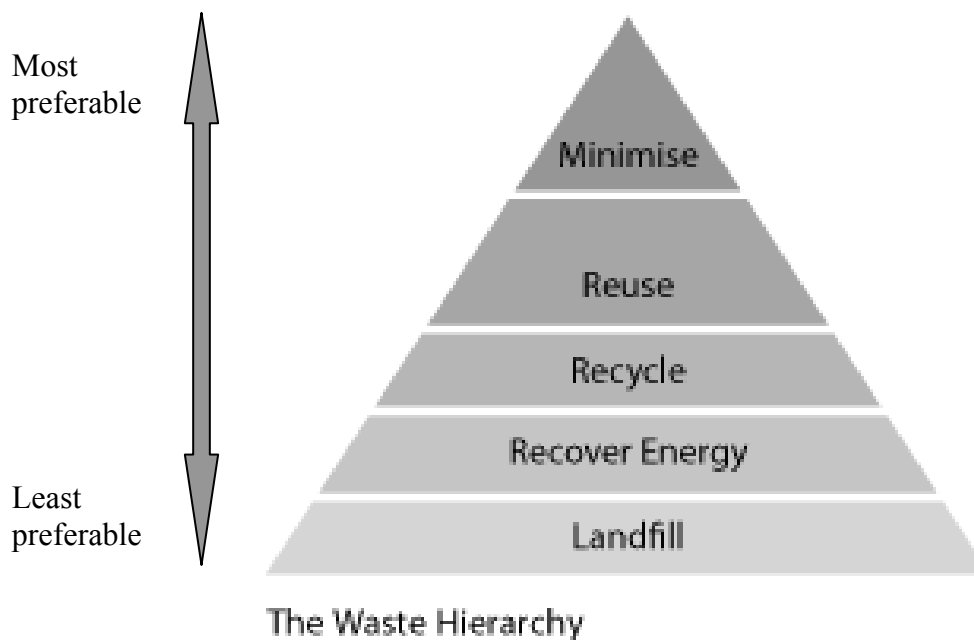 Most
preferable
Minimise
Reuse
Recycle
Recover Energy
Least
preferable
Landfill
The Waste Hierarchy